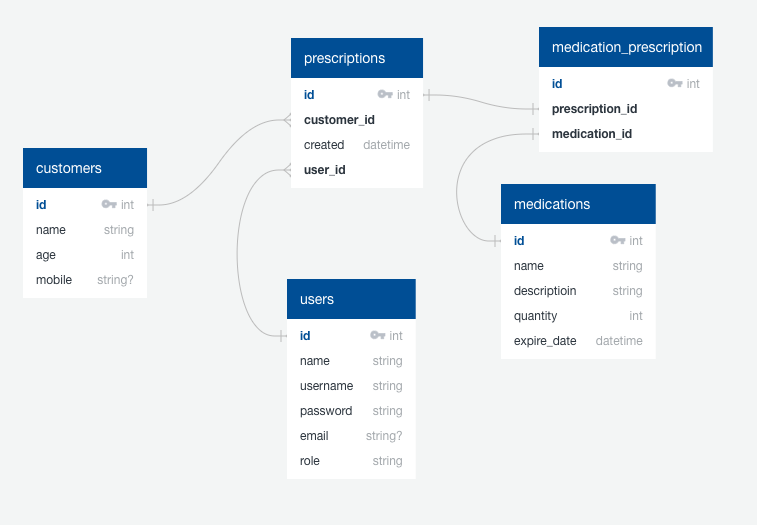 prescriptions
id int
customer_id
created datetime
user_id
medication_prescription
id int
prescription_id
medication_id
customers
id int
name string
age int
mobile string?
medications
id int
name string
descriptioin string
quantity int
expire_date datetime
users
id int
name string
username string
password string
email string?
role string